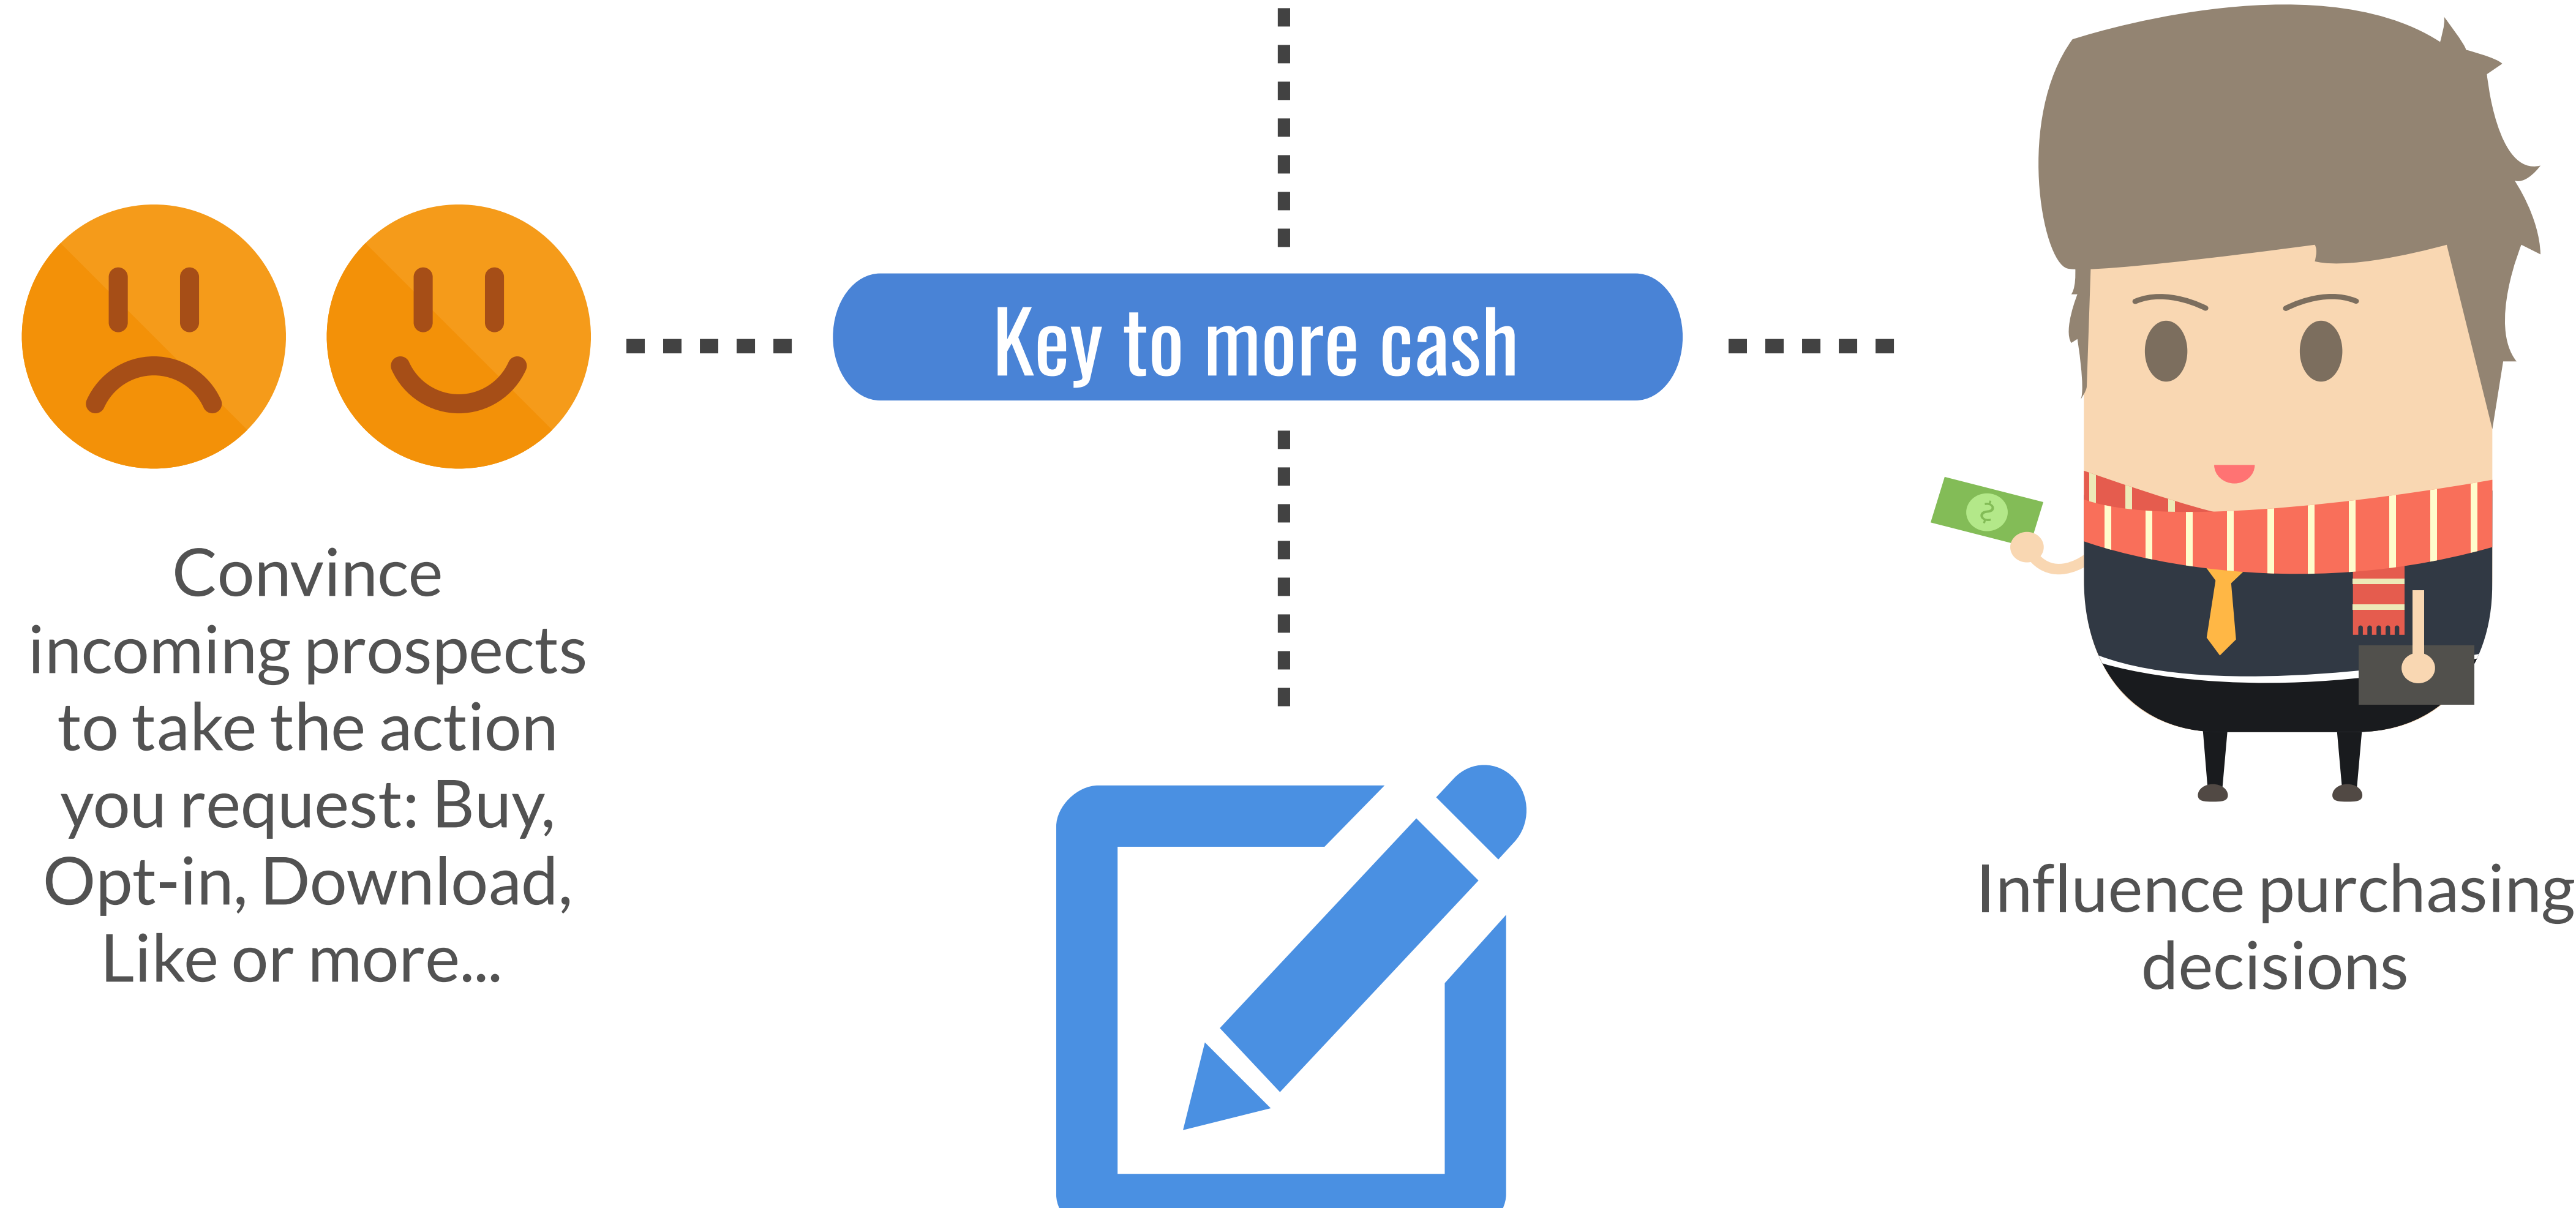 Key to more cash
Convince
incoming prospects
to take the action
you request: Buy,
Opt-in, Download,
Like or more...
Influence purchasing
decisions